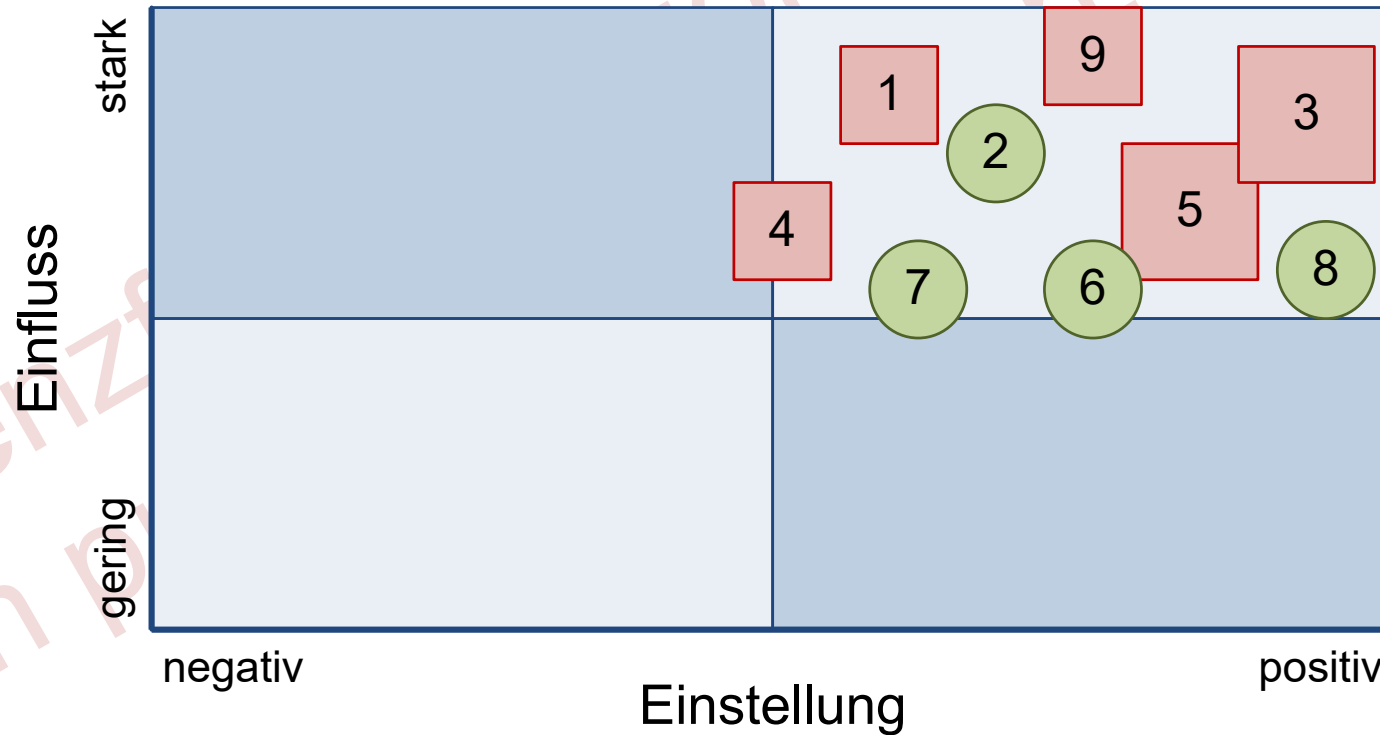 stark
9
1
3
2
5
4
8
7
6
Einfluss
gering
negativ
positiv
Einstellung